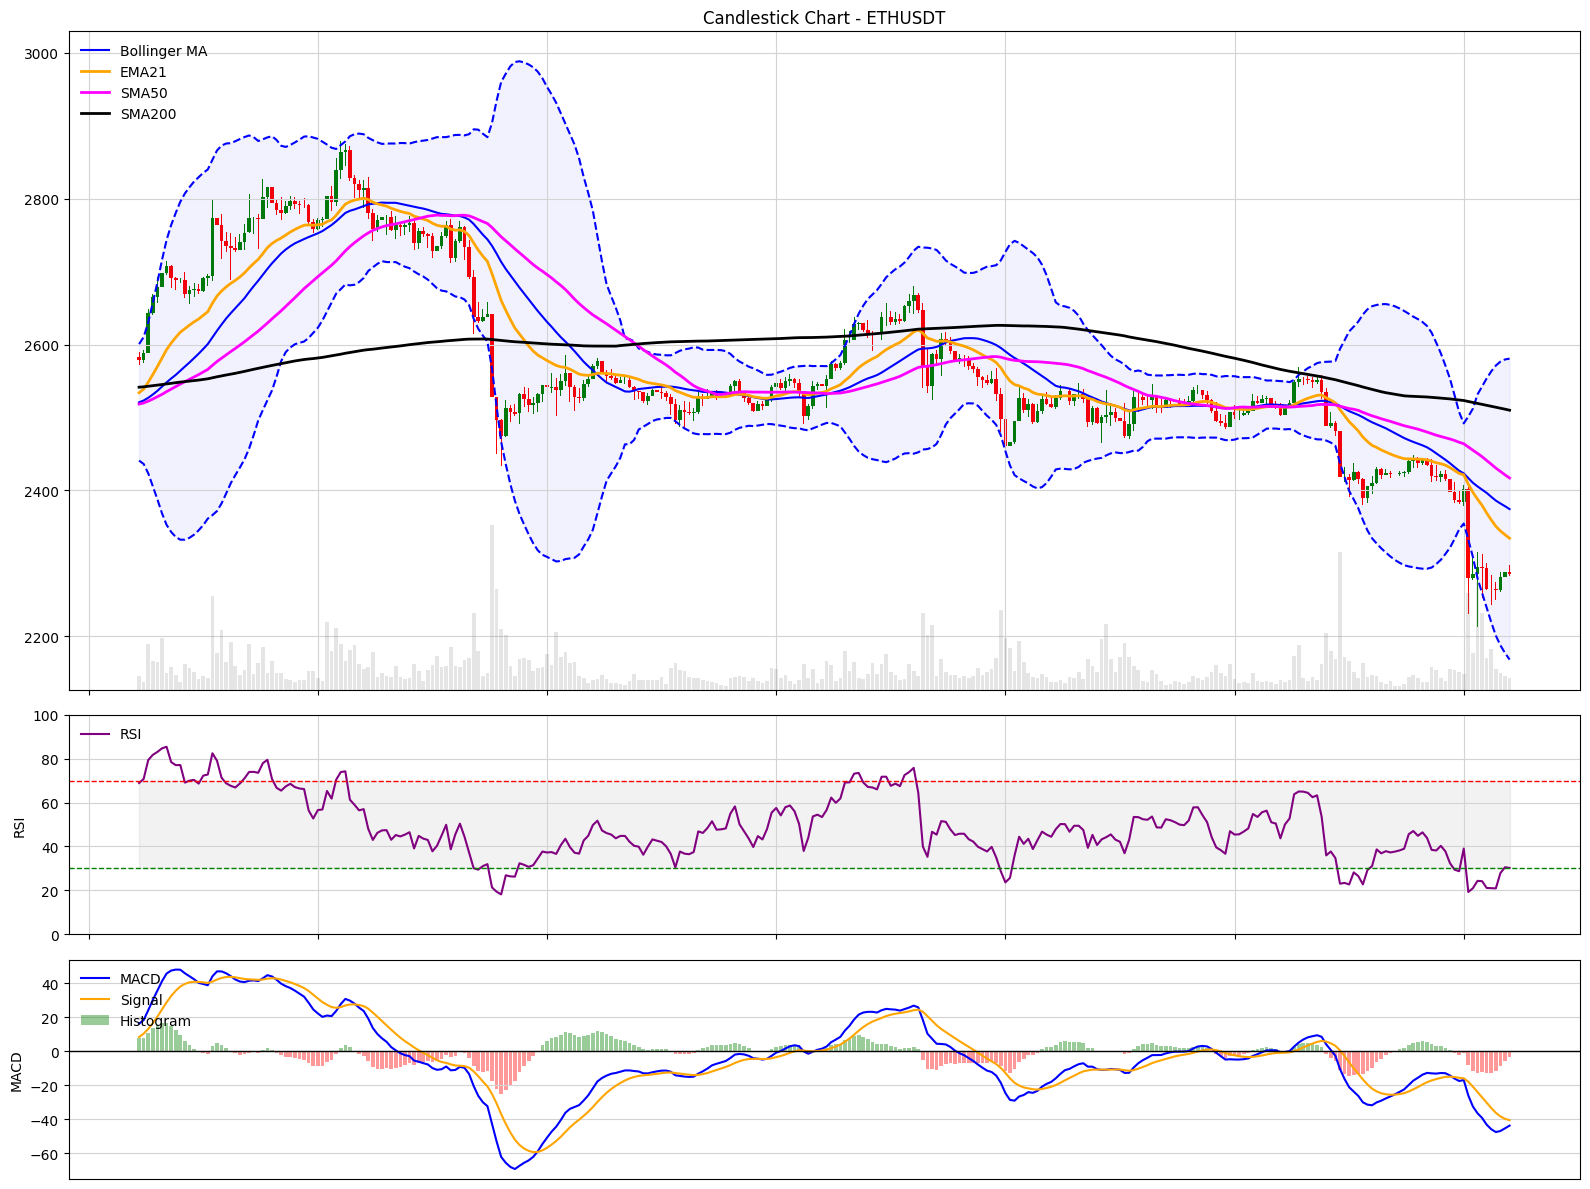 Candlestick Chart - ETHUSDT
3000
2800
2600
2400
2200
Bollinger MA
EMA21
SMA50
SMA200
100
80
60
40
20
0
RSI
RSI
40
20
0
−20
−40
−60
MACD
MACD
Signal
Histogram